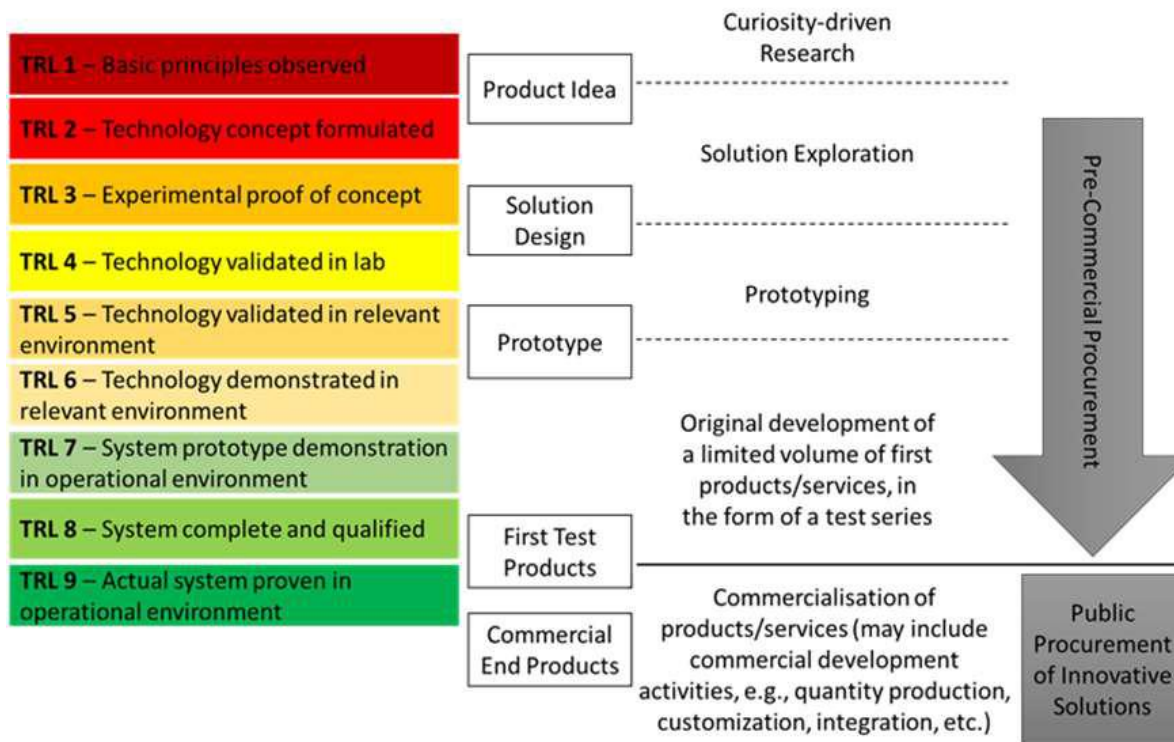 TRL 1 – Basic principles observed
TRL 2 – Technology concept formulated
TRL 3 – Experimental proof of concept
TRL 4 – Technology validated in lab
TRL 5 – Technology validated in relevant
environment
TRL 6 – Technology demonstrated in
relevant environment
TRL 7 – System prototype demonstration
in operational environment
TRL 8 – System complete and qualified
TRL 9 – Actual system proven in
operational environment
Product Idea
Solution
Design
Prototype
First Test
Products
Commercial
End Products
Curiosity-driven
Research
Solution Exploration
Prototyping
Original development of
a limited volume of first
products/services, in
the form of a test series
Commercialisation of
products/services (may include
commercial development
activities, e.g., quantity production,
customization, integration, etc.)
Pre-Commercial Procurement
Public
Procurement
of Innovative
Solutions